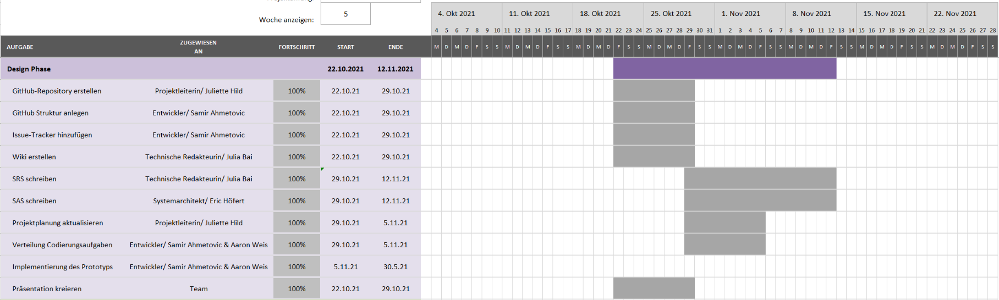 Woche anzeigen: 5
4. Okt 2021 11. Okt 2021 18. Okt 2021 25. Okt 2021 1. Nov 2021 8. Nov 2021 15. Nov 2021 22. Nov 2021
4 5 6 7 8 9 10 11 12 13 14 15 16 17 18 19 20 21 22 23 24 25 26 27 28 29 30 31 1 2 3 4 5 6 7 8 9 10 11 12 13 14 15 16 17 18 19 20 21 22 23 24 25 26 27 28
AUFGABE ZUGEWIESEN AN FORTSCHRITT START ENDE M D M D F S S M D M D F S S M D M D F S S M D M D F S S M D M D F S S M D M D F S S M D M D F S S M D M D F S S
Design Phase 22.10.2021 12.11.2021
GitHub-Repository erstellen Projektleiterin/ Juliette Hild 100% 22.10.21 29.10.21
GitHub Struktur anlegen Entwickler/ Samir Ahmetovic 100% 22.10.21 29.10.21
Issue-Tracker hinzufügen Entwickler/ Samir Ahmetovic 100% 22.10.21 29.10.21
Wiki erstellen Technische Redakteurin/ Julia Bai 100% 22.10.21 29.10.21
SRS schreiben Technische Redakteurin/ Julia Bai 100% 29.10.21 12.11.21
SAS schreiben Systemarchitekt/ Eric Höfert 100% 29.10.21 12.11.21
Projektplanung aktualisieren Projektleiterin/ Juliette Hild 100% 29.10.21 5.11.21
Verteilung Codierungsaufgaben Entwickler/ Samir Ahmetovic & Aaron Weis 100% 29.10.21 5.11.21
Implementierung des Prototyps Entwickler/ Samir Ahmetovic & Aaron Weis 100% 5.11.21 30.5.21
Präsentation kreieren Team 100% 22.10.21 29.10.21